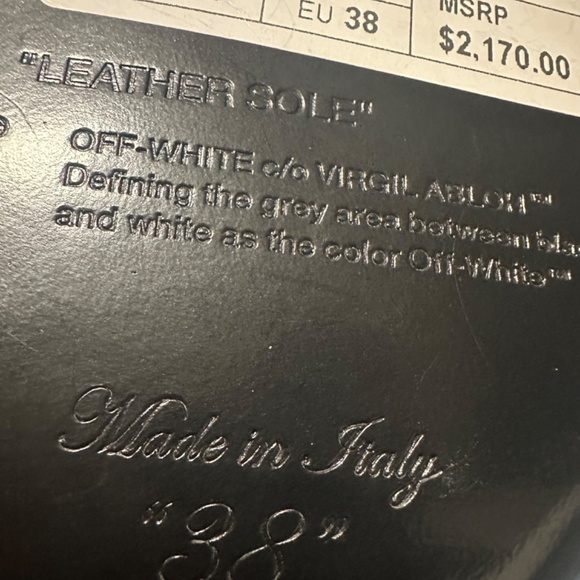 MSRP
EU 38
$2,170.00
"LEATHER SOLE"
OFF-WHITE c/o VIRGIL ABLOH™
Defining the grey area between
and white as the color Off-White™
Made in Italy
"38"